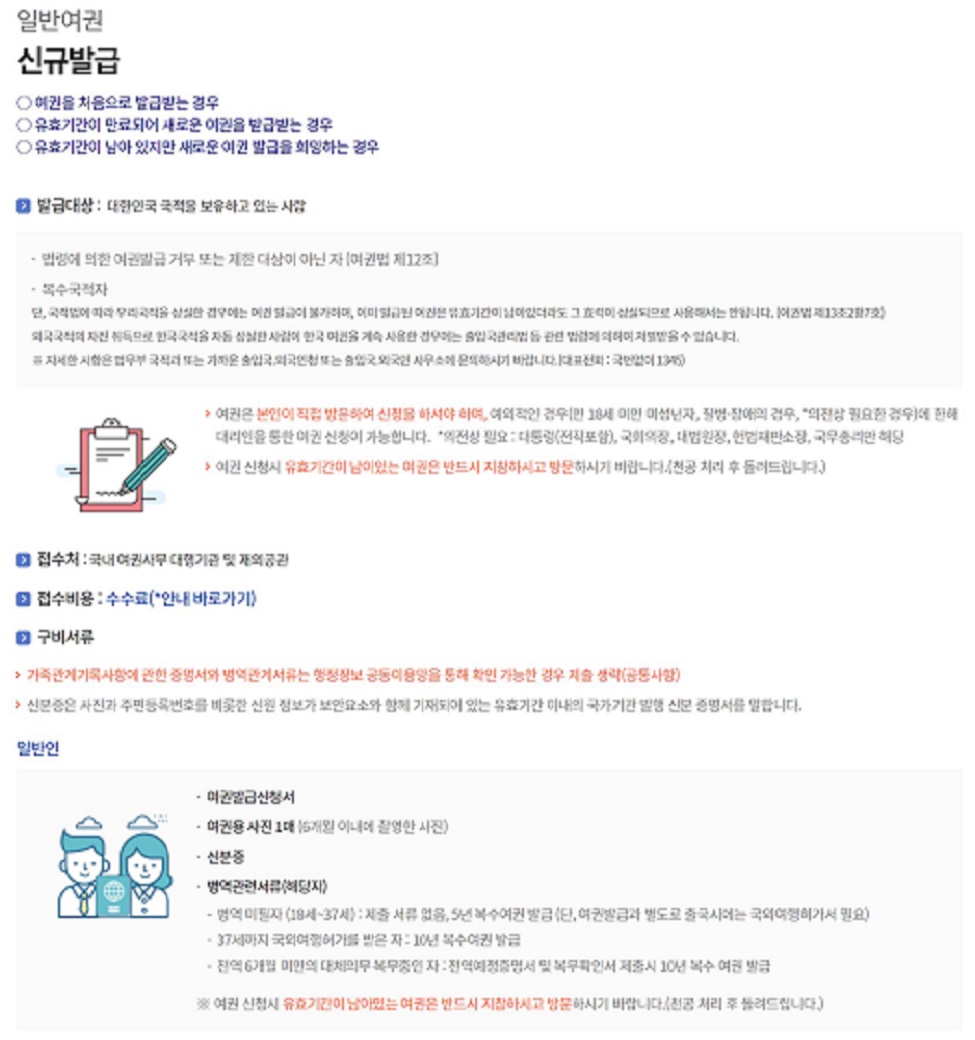 일반여권
신규발급
○ 여권을 처음으로 발급받는 경우
○ 유효기간이 만료되어 새로운 여권을 발급받는 경우
○ 유효기간이 남아 있지만 새로운 여권 발급을 희망하는 경우
발급대상 : 대한민국 국적을 보유하고 있는 사람
- 법령에 의한 여권발급 거부 또는 제한 대상이 아닌 자 (여권법 제12조)
- 복수국적자
단, 국적법에 따라 우리국적을 상실한 경우에는 여권 발급이 불가하며, 이미 발급된 여권은 유효기간이 남아있더라도 그 효력이 상실되므로 사용해서는 안됩니다. (여권법 제13조2항7호)
외국국적의 자진 취득으로 한국국적을 자동 상실한 사람이 한국 여권을 계속 사용한 경우에는 출입국관리법 등 관련 법령에 의하여 처벌받을 수 있습니다.
※ 자세한 사항은 법무부 국적과 또는 가까운 출입국.외국인청 또는 출입국.외국인 사무소에 문의하시기 바랍니다.(대표전화 : 국번없이 1345)
여권은 본인이 직접 방문하여 신청을 하셔야 하며, 예외적인 경우(만 18세 미만 미성년자, 질병·장애의 경우, *의전상 필요한 경우)에 한해
대리인을 통한 여권 신청이 가능합니다. *의전상 필요 : 대통령(전직포함), 국회의장, 대법원장, 헌법재판소장, 국무총리만 해당
여권 신청시 유효기간이 남아있는 여권은 반드시 지참하시고 방문하시기 바랍니다.(천공 처리 후 돌려드립니다.)
접수처 : 국내 여권사무 대행기관 및 재외공관
접수비용 : 수수료(*안내 바로가기)
구비서류
가족관계기록사항에 관한 증명서와 병역관계서류는 행정정보 공동이용망을 통해 확인 가능한 경우 제출 생략(공통사항)
신분증은 사진과 주민등록번호를 비롯한 신원 정보가 보안요소와 함께 기재되어 있는 유효기간 이내의 국가기관 발행 신분 증명서를 말합니다.
일반인
- 여권발급신청서
- 여권용 사진 1매 (6개월 이내에 촬영한 사진)
- 신분증
- 병역관련서류(해당자)
- 병역 미필자 (18세~37세) : 제출 서류 없음, 5년 복수여권 발급 (단, 여권발급과 별도로 출국시에는 국외여행허가서 필요)
- 37세까지 국외여행허가를 받은 자 : 10년 복수여권 발급
- 전역 6개월 미만의 대체의무 복무중인 자 : 전역예정증명서 및 복무확인서 제출시 10년 복수 여권 발급
※ 여권 신청시 유효기간이 남아있는 여권은 반드시 지참하시고 방문하시기 바랍니다.(천공 처리 후 돌려드립니다.)